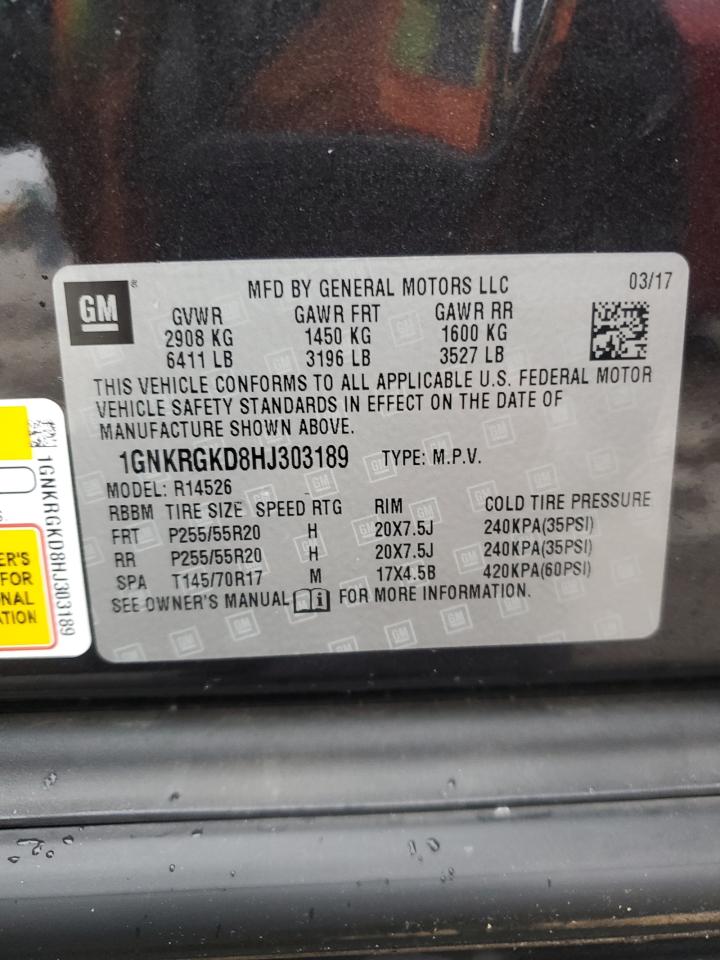 GM
®
MFD BY GENERAL MOTORS LLC 03/17
GVWR GAWR FRT GAWR RR
2908 KG 1450 KG 1600 KG
6411 LB 3196 LB 3527 LB
THIS VEHICLE CONFORMS TO ALL APPLICABLE U.S. FEDERAL MOTOR
VEHICLE SAFETY STANDARDS IN EFFECT ON THE DATE OF
MANUFACTURE SHOWN ABOVE.
1GNKRGKD8HJ303189 TYPE: M.P.V.
MODEL: R14526
RBBM TIRE SIZE SPEED RTG RIM COLD TIRE PRESSURE
FRT P255/55R20 H 20X7.5J 240KPA(35PSI)
RR P255/55R20 H 20X7.5J 240KPA(35PSI)
SPA T145/70R17 M 17X4.5B 420KPA(60PSI)
SEE OWNER'S MANUAL i FOR MORE INFORMATION.
1GNKRGKD8HJ303189
ER'S
FOR
NAL
ATION